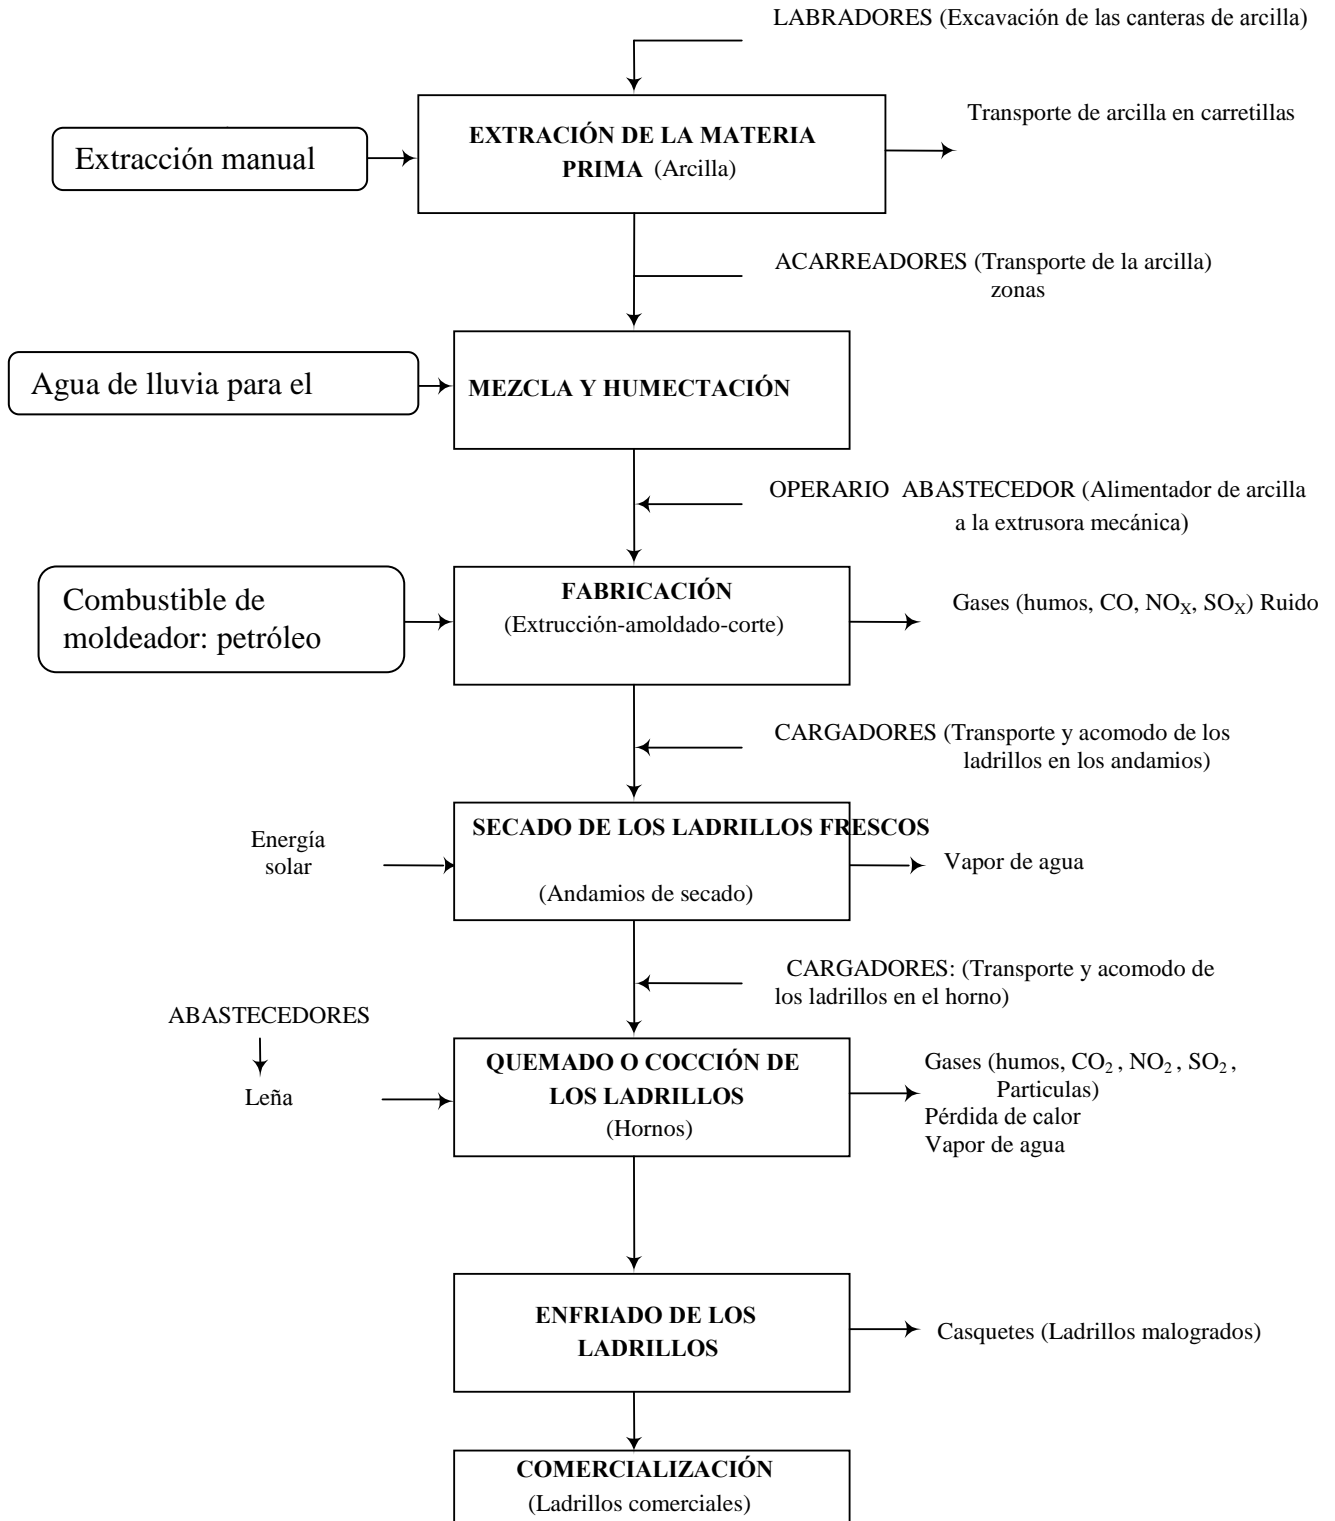 LABRADORES (Excavación de las canteras de arcilla)
EXTRACIÓN DE LA MATERIA
PRIMA (Arcilla)
Transporte de arcilla en carretillas
Extracción manual
ACARREADORES (Transporte de la arcilla)
zonas
MEZCLA Y HUMECTACIÓN
Agua de lluvia para el
OPERARIO ABASTECEDOR (Alimentador de arcilla
a la extrusora mecánica)
FABRICACIÓN
(Extrucción-amoldado-corte)
Combustible de
moldeador: petróleo
Gases (humos, CO, NOX, SOX) Ruido
CARGADORES (Transporte y acomodo de los
ladrillos en los andamios)
SECADO DE LOS LADRILLOS FRESCOS
(Andamios de secado)
Energía
solar
Vapor de agua
CARGADORES: (Transporte y acomodo de
los ladrillos en el horno)
ABASTECEDORES
Leña
QUEMADO O COCCIÓN DE
LOS LADRILLOS
(Hornos)
Gases (humos, CO2 , NO2 , SO2 ,
Particulas)
Pérdida de calor
Vapor de agua
ENFRIADO DE LOS
LADRILLOS
Casquetes (Ladrillos malogrados)
COMERCIALIZACIÓN
(Ladrillos comerciales)